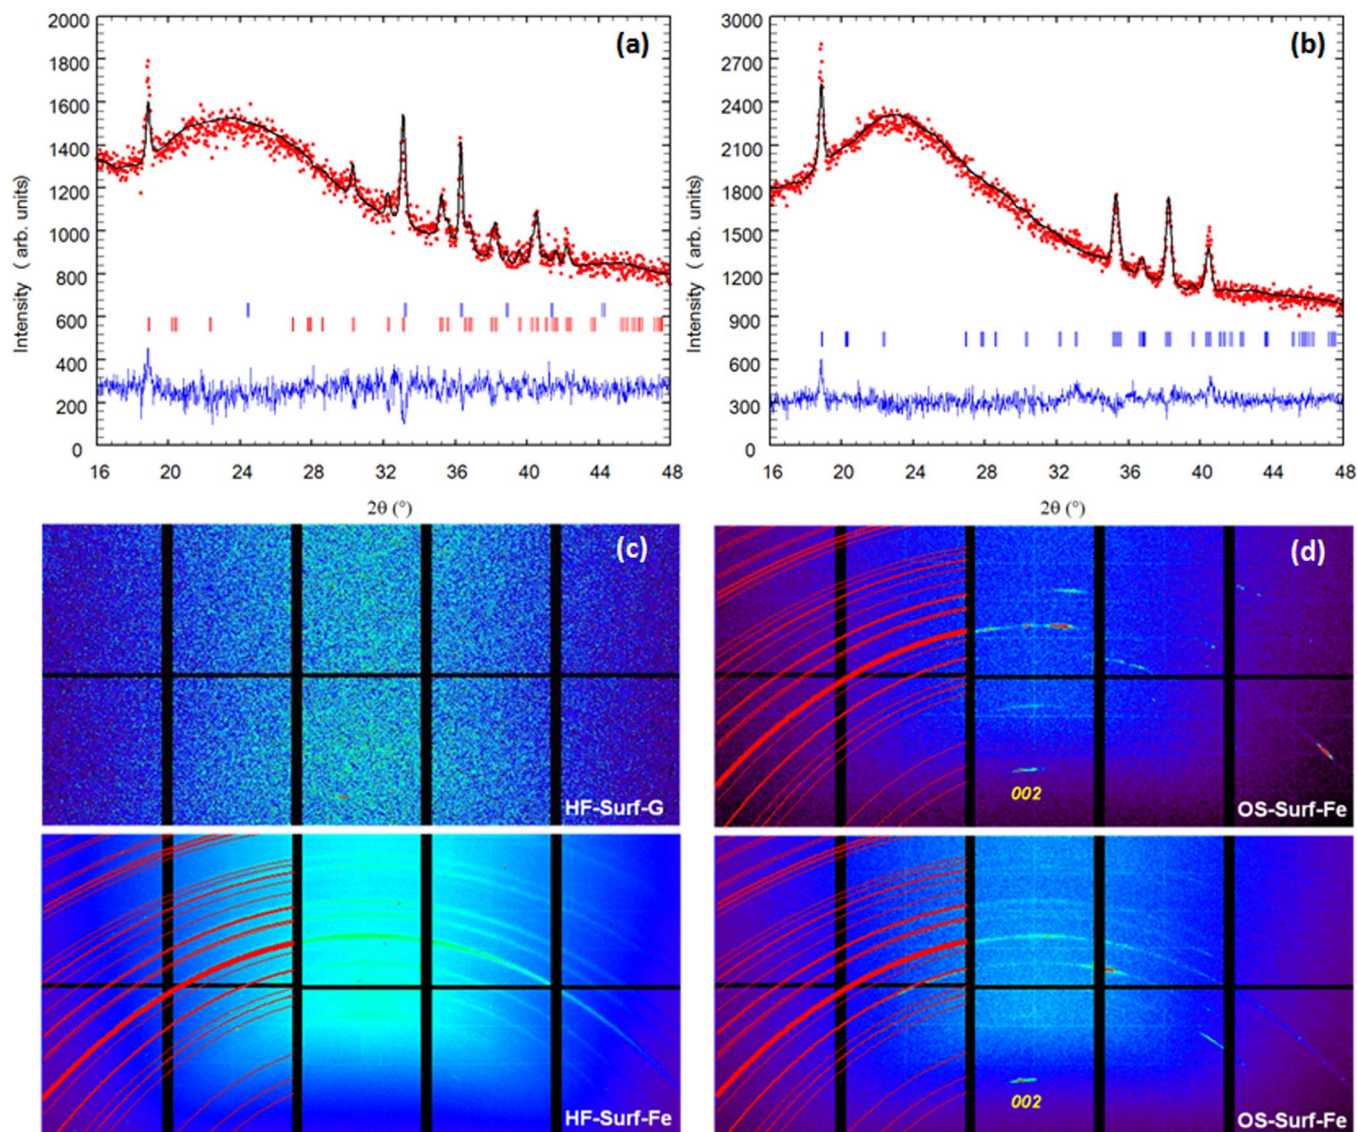 (a)
2000
1800
1600
1400
1200
1000
800
600
400
200
0
Intensity ( arb. units)
16 20 24 28 32 36 40 44 48
2θ (°)
(b)
3000
2700
2400
2100
1800
1500
1200
900
600
300
0
Intensity ( arb. units)
16 20 24 28 32 36 40 44 48
2θ (°)
(c)
HF-Surf-G
HF-Surf-Fe
(d)
002
OS-Surf-Fe
002
OS-Surf-Fe